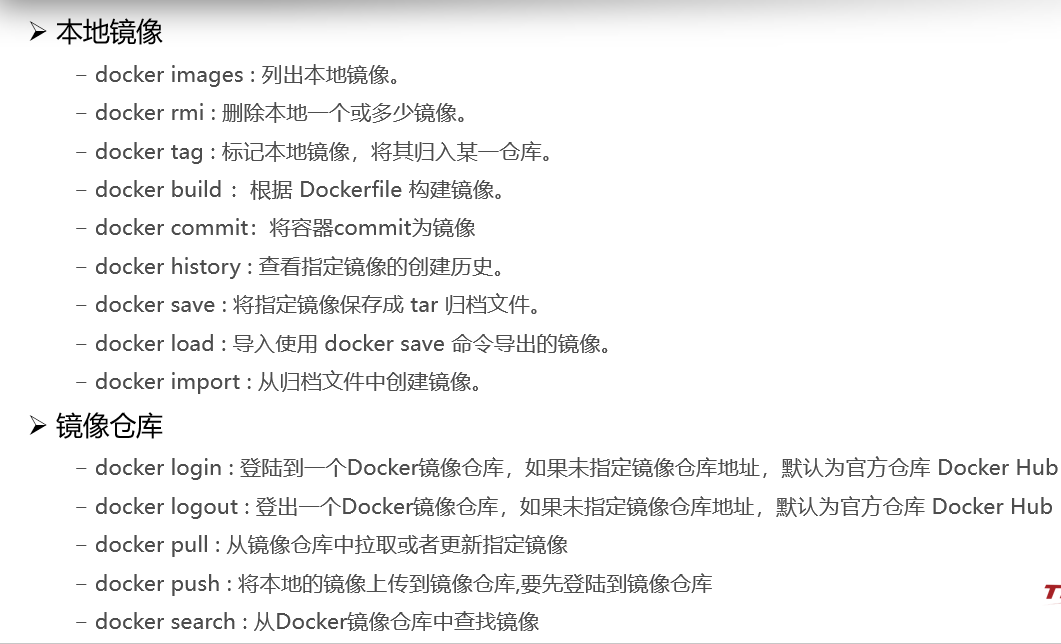 ➢ 本地镜像
– docker images : 列出本地镜像。
– docker rmi : 删除本地一个或多少镜像。
– docker tag : 标记本地镜像，将其归入某一仓库。
– docker build ： 根据 Dockerfile 构建镜像。
– docker commit：将容器commit为镜像
– docker history : 查看指定镜像的创建历史。
– docker save : 将指定镜像保存成 tar 归档文件。
– docker load : 导入使用 docker save 命令导出的镜像。
– docker import : 从归档文件中创建镜像。
➢ 镜像仓库
– docker login : 登陆到一个Docker镜像仓库，如果未指定镜像仓库地址，默认为官方仓库 Docker Hub
– docker logout : 登出一个Docker镜像仓库，如果未指定镜像仓库地址，默认为官方仓库 Docker Hub
– docker pull : 从镜像仓库中拉取或者更新指定镜像
– docker push : 将本地的镜像上传到镜像仓库,要先登陆到镜像仓库
– docker search : 从Docker镜像仓库中查找镜像